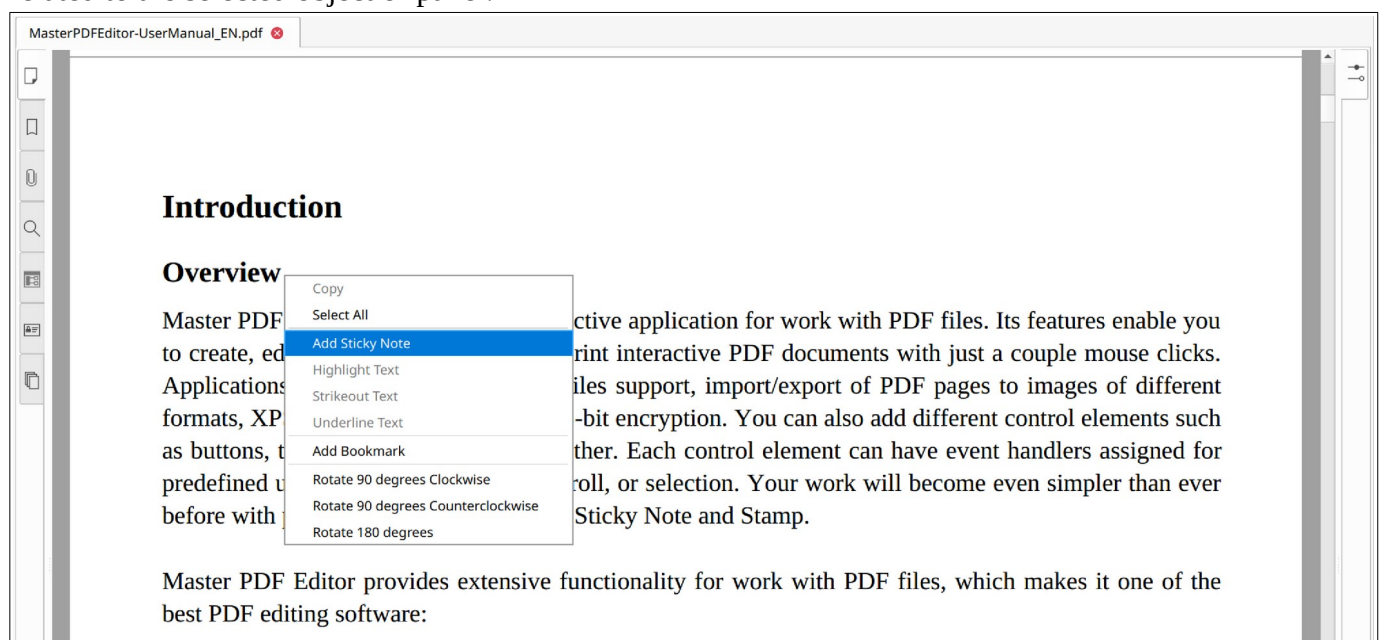 MasterPDFEditor-UserManual_EN.pdf
Introduction
Overview
Copy
Select All
Add Sticky Note
Highlight Text
Strikeout Text
Underline Text
Add Bookmark
Rotate 90 degrees Clockwise
Rotate 90 degrees Counterclockwise
Rotate 180 degrees
Master PDF ctive application for work with PDF files. Its features enable you
to create, ed rint interactive PDF documents with just a couple mouse clicks.
Applications iles support, import/export of PDF pages to images of different
formats, XP -bit encryption. You can also add different control elements such
as buttons, t ther. Each control element can have event handlers assigned for
predefined u roll, or selection. Your work will become even simpler than ever
before with Sticky Note and Stamp.
Master PDF Editor provides extensive functionality for work with PDF files, which makes it one of the
best PDF editing software: